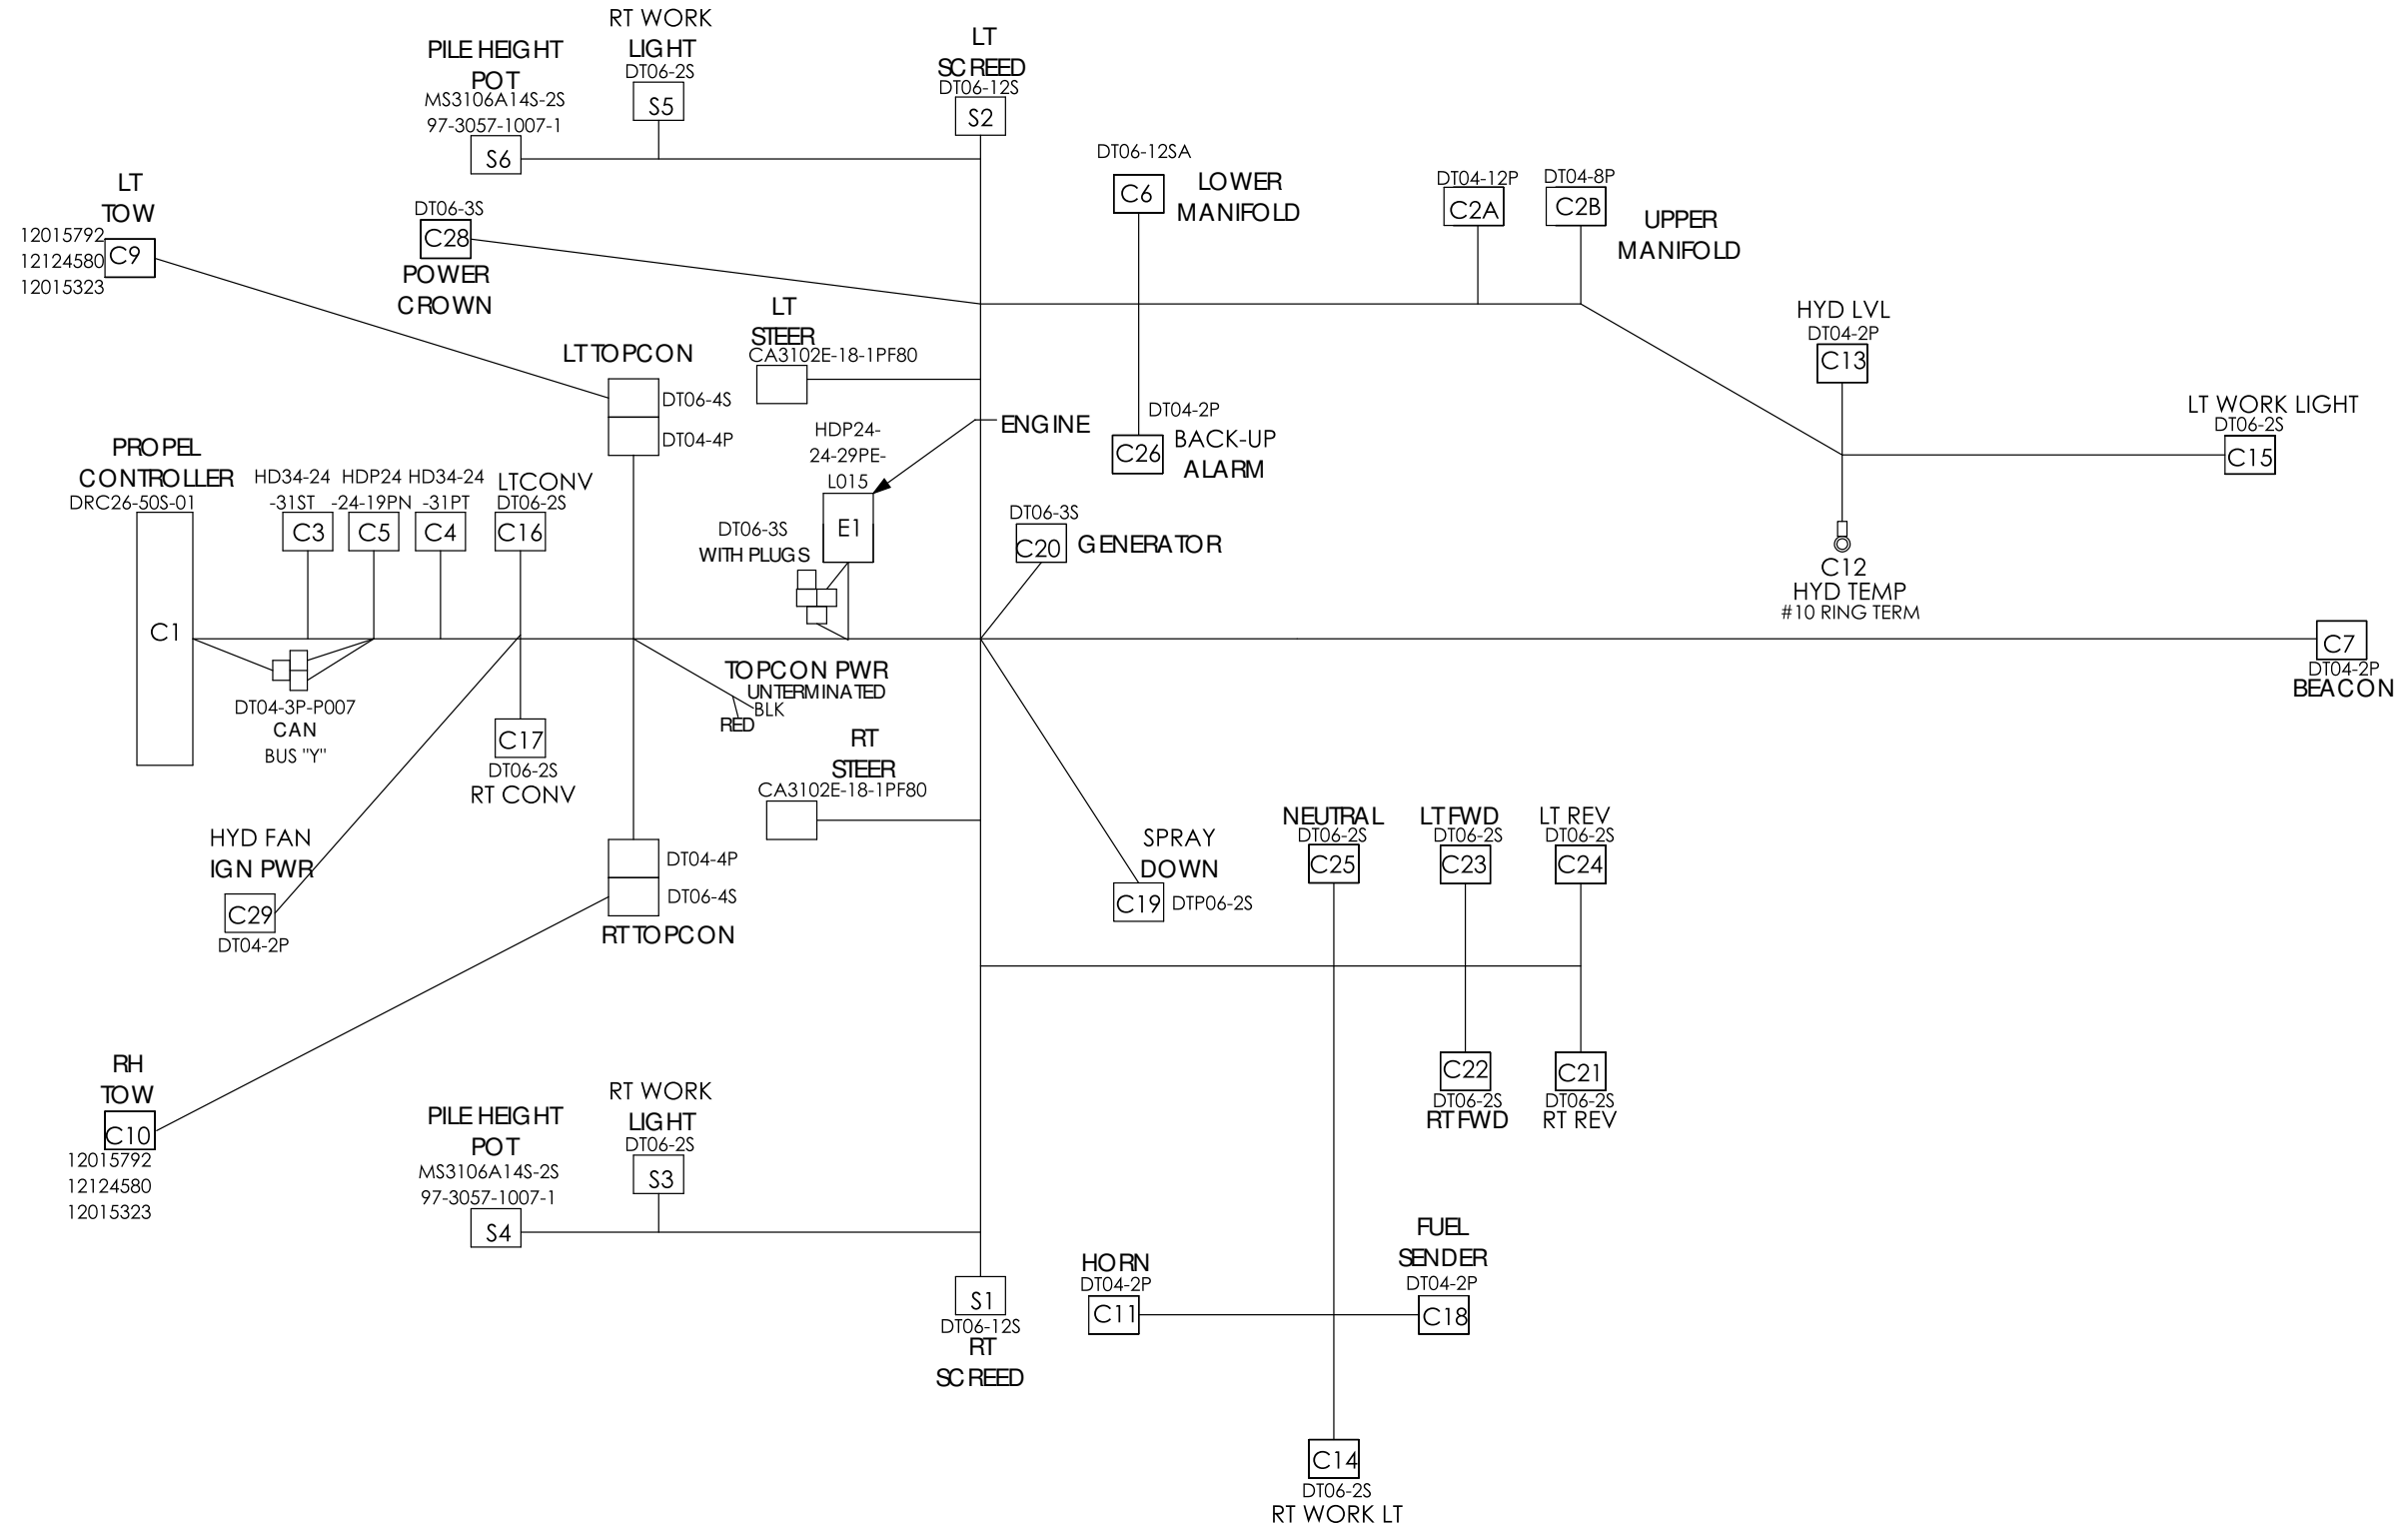 RT WORK
LIGHT
DT06-2S
S5
PILE HEIGHT
POT
MS3106A14S-2S
97-3057-1007-1
S6
LT
SCREED
DT06-12S
S2
LT
TOW
12015792
12124580
12015323
C9
DT06-3S
C28
POWER
CROWN
DT06-12SA
C6
LOWER
MANIFOLD
DT04-12P
C2A
DT04-8P
C2B
UPPER
MANIFOLD
LT
STEER
CA3102E-18-1PF80
LT TOPCON
DT06-4S
DT04-4P
HYD LVL
DT04-2P
C13
LT WORK LIGHT
DT06-2S
C15
ENGINE
HDP24-
24-29PE-
L015
E1
DT04-2P
C26
BACK-UP
ALARM
PROPEL
CONTROLLER
DRC26-50S-01
C1
HD34-24
-31ST
C3
HDP24
-24-19PN
C5
HD34-24
-31PT
C4
LT CONV
DT06-2S
C16
DT06-3S
WITH PLUGS
DT06-3S
C20
GENERATOR
C12
HYD TEMP
#10 RING TERM
C7
DT04-2P
BEACON
DT04-3P-P007
CAN
BUS "Y"
TOPCON PWR
UNTERMINATED
BLK
RED
C17
DT06-2S
RT CONV
RT
STEER
CA3102E-18-1PF80
HYD FAN
IGN PWR
C29
DT04-2P
DT04-4P
DT06-4S
RT TOPCON
SPRAY
DOWN
C19
DTP06-2S
NEUTRAL
DT06-2S
C25
LT FWD
DT06-2S
C23
LT REV
DT06-2S
C24
RH
TOW
C10
12015792
12124580
12015323
PILE HEIGHT
POT
MS3106A14S-2S
97-3057-1007-1
S4
RT WORK
LIGHT
DT06-2S
S3
C22
DT06-2S
RT FWD
C21
DT06-2S
RT REV
S1
DT06-12S
RT
SCREED
HORN
DT04-2P
C11
FUEL
SENDER
DT04-2P
C18
C14
DT06-2S
RT WORK LT